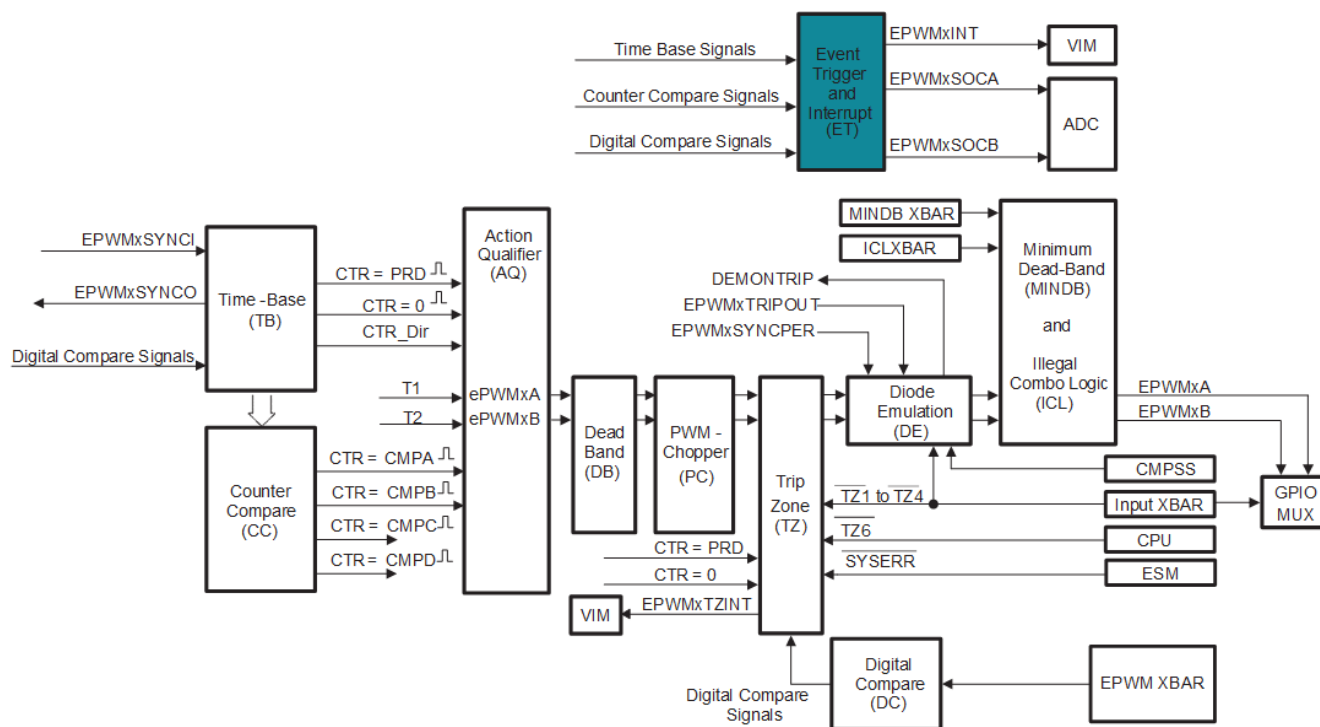 Time Base Signals
Counter Compare Signals
Digital Compare Signals
Event
Trigger
and
Interrupt
(ET)
EPWMxINT
EPWMxSOCA
EPWMxSOCB
VIM
ADC
EPWMxSYNCI
EPWMxSYNCO
Digital Compare Signals
Time -Base
(TB)
CTR = PRD
CTR = 0
CTR_Dir
T1
T2
Action
Qualifier
(AQ)
ePWMxA
ePWMxB
Counter
Compare
(CC)
CTR = CMPA
CTR = CMPB
CTR = CMPC
CTR = CMPD
Dead
Band
(DB)
PWM -
Chopper
(PC)
Trip
Zone
(TZ)
CTR = PRD
CTR = 0
EPWMxTZINT
VIM
DEMONTRIP
EPWMxTRIPOUT
EPWMxSYNCPER
Diode
Emulation
(DE)
MINDB XBAR
ICLXBAR
Minimum
Dead-Band
(MINDB)
and
Illegal
Combo Logic
(ICL)
EPWMxA
EPWMxB
TZ1 to TZ4
TZ6
SYSERR
CMPSS
Input XBAR
CPU
ESM
GPIO
MUX
Digital Compare
Signals
Digital
Compare
(DC)
EPWM XBAR